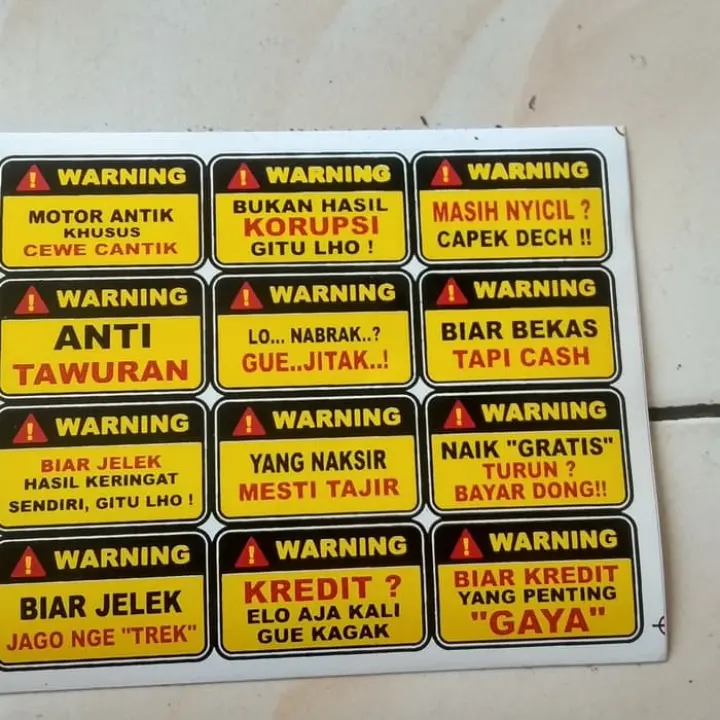 WARNING
MOTOR ANTIK
KHUSUS
CEWE CANTIK
WARNING
BUKAN HASIL
KORUPSI
GITU LHO !
WARNING
MASIH NYICIL ?
CAPEK DECH !!
WARNING
ANTI
TAWURAN
WARNING
LO... NABRAK..?
GUE..JITAK..!
WARNING
BIAR BEKAS
TAPI CASH
WARNING
BIAR JELEK
HASIL KERINGAT
SENDIRI, GITU LHO !
WARNING
YANG NAKSIR
MESTI TAJIR
WARNING
NAIK "GRATIS"
TURUN ?
BAYAR DONG!!
WARNING
BIAR JELEK
JAGO NGE "TREK"
WARNING
KREDIT ?
ELO AJA KALI
GUE KAGAK
WARNING
BIAR KREDIT
YANG PENTING
"GAYA"